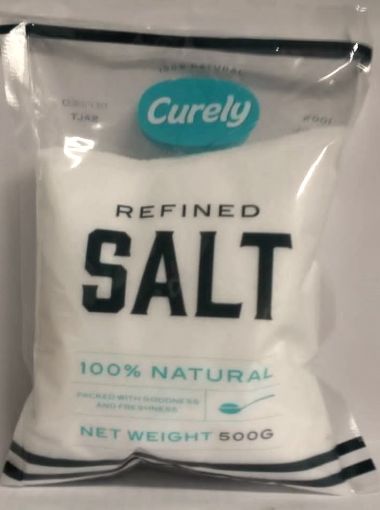 100% NATURAL
Curely
REFINED
SALT
100% NATURAL
PACKED WITH GOODNESS
AND FRESHNESS
NET WEIGHT 500G